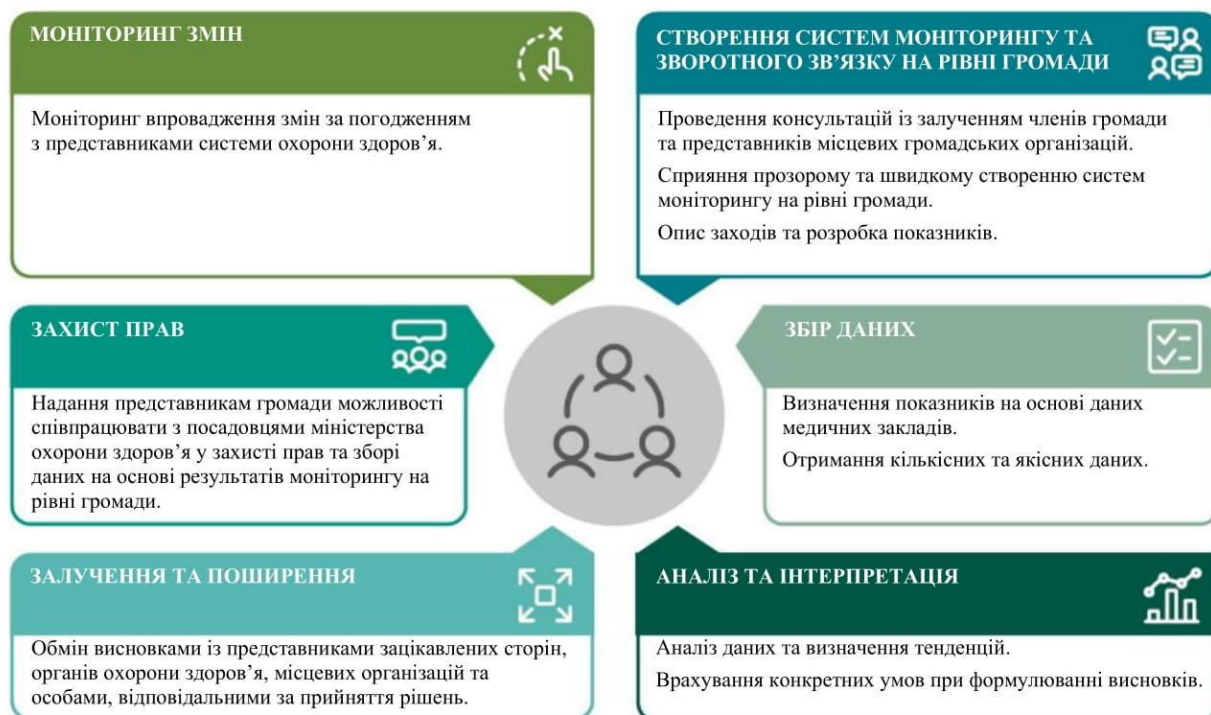 МОНІТОРИНГ ЗМІН
Моніторинг впровадження змін за погодженням
з представниками системи охорони здоров’я.
СТВОРЕННЯ СИСТЕМ МОНІТОРИНГУ ТА
ЗВОРОТНОГО ЗВ’ЯЗКУ НА РІВНІ ГРОМАДИ
Проведення консультацій із залученням членів громади
та представників місцевих громадських організацій.
Сприяння прозорому та швидкому створенню систем
моніторингу на рівні громади.
Опис заходів та розробка показників.
ЗАХИСТ ПРАВ
Надання представникам громади можливості
співпрацювати з посадовцями міністерства
охорони здоров’я у захисті прав та зборі
даних на основі результатів моніторингу на
рівні громади.
ЗБІР ДАНИХ
Визначення показників на основі даних
медичних закладів.
Отримання кількісних та якісних даних.
ЗАЛУЧЕННЯ ТА ПОШИРЕННЯ
Обмін висновками із представниками зацікавлених сторін,
органів охорони здоров’я, місцевих організацій та
особами, відповідальними за прийняття рішень.
АНАЛІЗ ТА ІНТЕРПРЕТАЦІЯ
Аналіз даних та визначення тенденцій.
Врахування конкретних умов при формулюванні висновків.